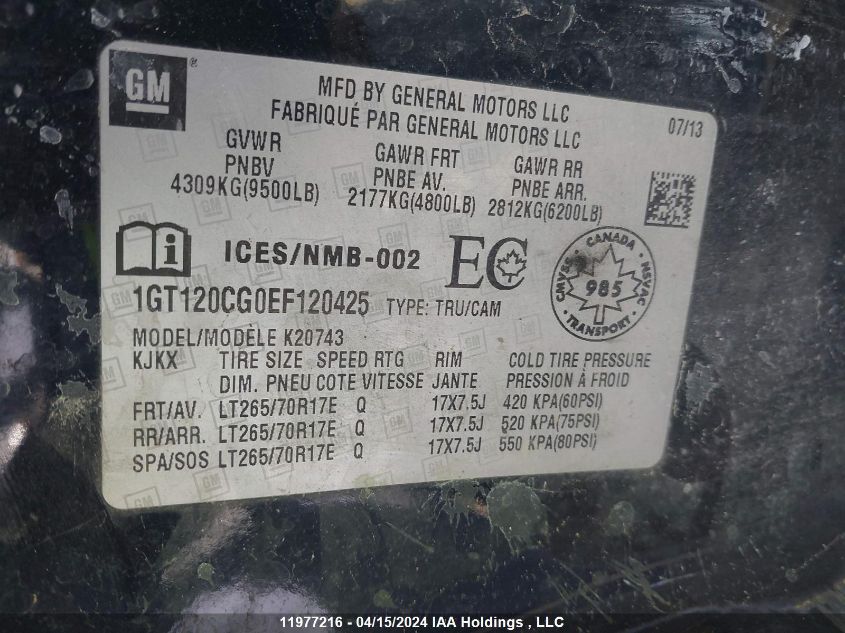 GM®
MFD BY GENERAL MOTORS LLC
FABRIQUÉ PAR GENERAL MOTORS LLC
07/13
GVWR GAWR FRT GAWR RR
PNBV PNBE AV. PNBE ARR.
4309KG(9500LB) 2177KG(4800LB) 2812KG(6200LB)
i ICES/NMB-002 EC
CANADA
CMVSS 985 NSVAC
TRANSPORT
1GT120CG0EF120425 TYPE: TRU/CAM
MODEL/MODÈLE K20743
KJKX TIRE SIZE SPEED RTG RIM COLD TIRE PRESSURE
DIM. PNEU COTE VITESSE JANTE PRESSION À FROID
FRT/AV. LT265/70R17E Q 17X7.5J 420 KPA(60PSI)
RR/ARR. LT265/70R17E Q 17X7.5J 520 KPA(75PSI)
SPA/SOS LT265/70R17E Q 17X7.5J 550 KPA(80PSI)
11977216 - 04/15/2024 IAA Holdings , LLC